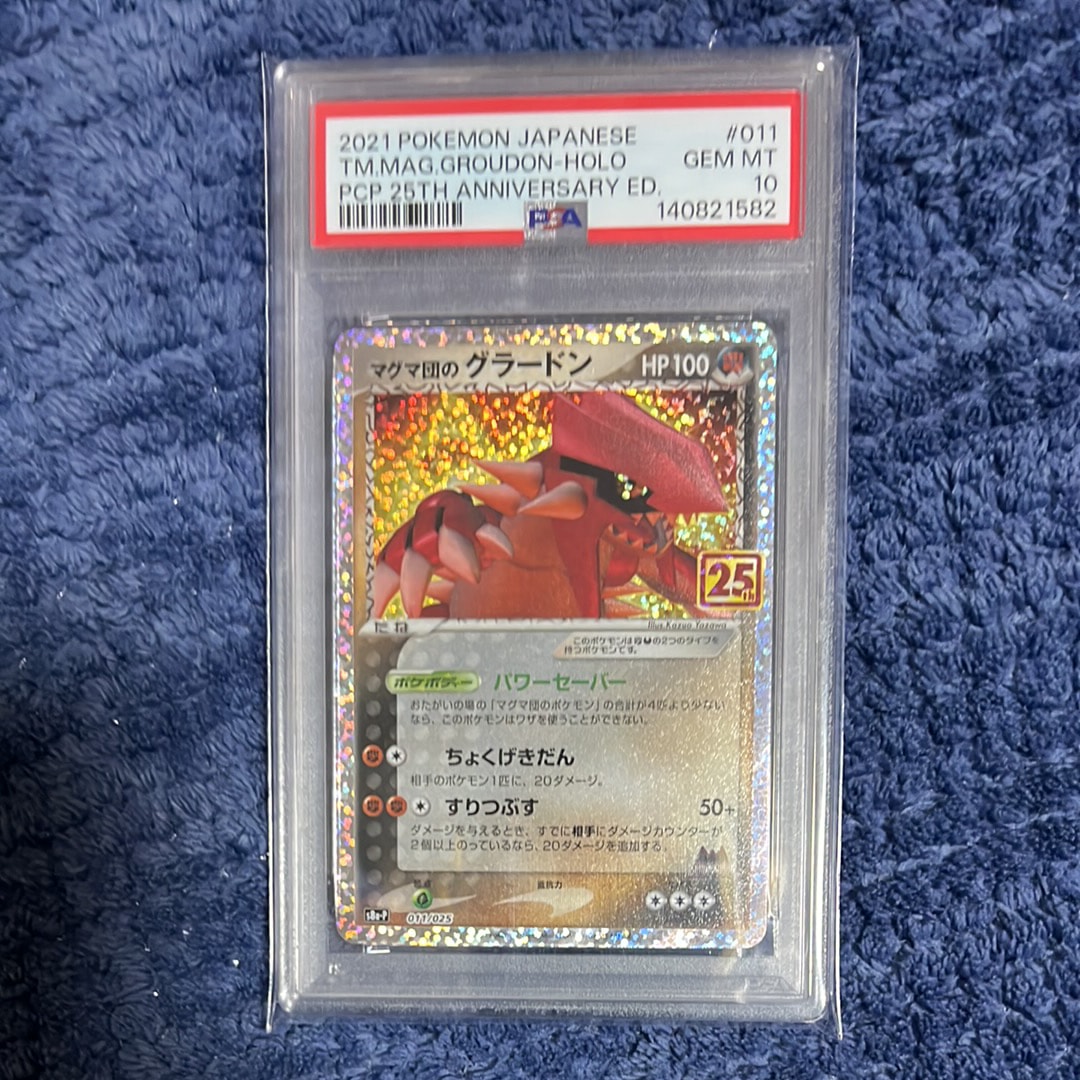 2021 POKEMON JAPANESE #011
TM.MAG.GROUDON-HOLO GEM MT
PCP 25TH ANNIVERSARY ED. 10
PSA 140821582
マグマ団の グラードン HP100
25th
たね
Illus.Kazuo Yazawa
の2つのタイプを
持つポケモンです。
ポケボディー パワーセーバー
おたがいの場の「マグマ団のポケモン」の合計が4匹より少ない
なら、このポケモンはワザを使うことができない。
ちょくげきだん
相手のポケモン1匹に、20ダメージ。
すりつぶす 50+
ダメージを与えるとき、すでに相手にダメージカウンターが
2個以上のっているなら、20ダメージを追加する。
弱点 抵抗力
s8a-P 011/025